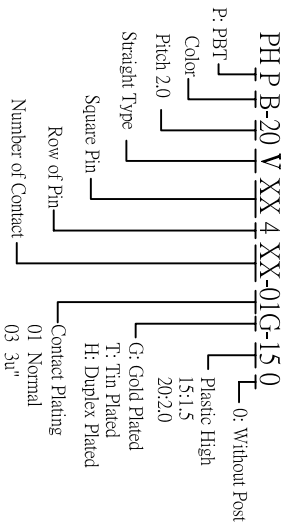 PH P B-20 V XX 4 XX-01G-15 0
P: PBT
Color
Pitch 2.0
Straight Type
Square Pin
Row of Pin
Number of Contact
0: Without Post
Plastic High
15:1.5
20:2.0
G: Gold Plated
T: Tin Plated
H: Duplex Plated
Contact Plating
01 Normal
03 3u"